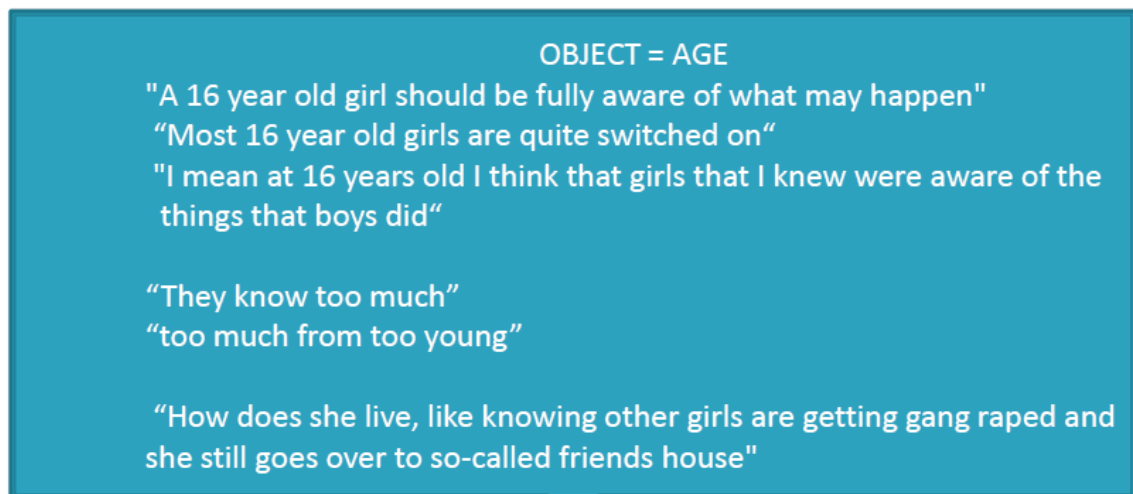 OBJECT = AGE
"A 16 year old girl should be fully aware of what may happen"
“Most 16 year old girls are quite switched on“
"I mean at 16 years old I think that girls that I knew were aware of the
things that boys did“
“They know too much”
“too much from too young”
“How does she live, like knowing other girls are getting gang raped and
she still goes over to so-called friends house"